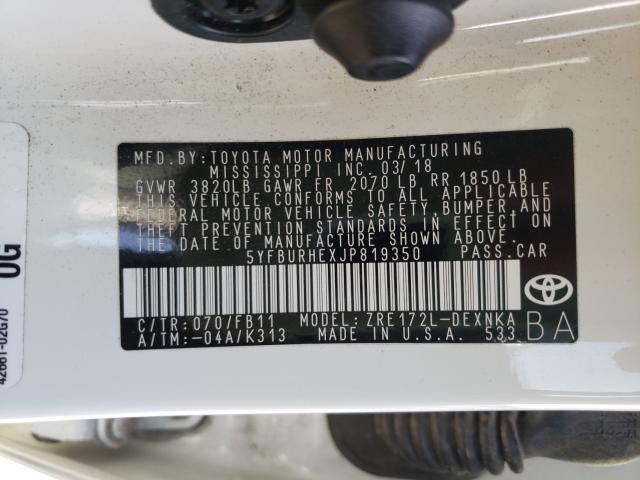 MFD.BY:TOYOTA MOTOR MANUFACTURING
MISSISSIPPI INC. 03/18
GVWR 3820LB GAWR FR 2070 LB RR 1850 LB
THIS VEHICLE CONFORMS TO ALL APPLICABLE
FEDERAL MOTOR VEHICLE SAFETY, BUMPER AND
THEFT PREVENTION STANDARDS IN EFFECT ON
THE DATE OF MANUFACTURE SHOWN ABOVE.
5YFBURHEXJP819350 PASS.CAR
C/TR: 070/FB11 MODEL: ZRE172L-DEXNKA
A/TM: -04A/K313 MADE IN U.S.A. 533
BA
OG
42661-02G70